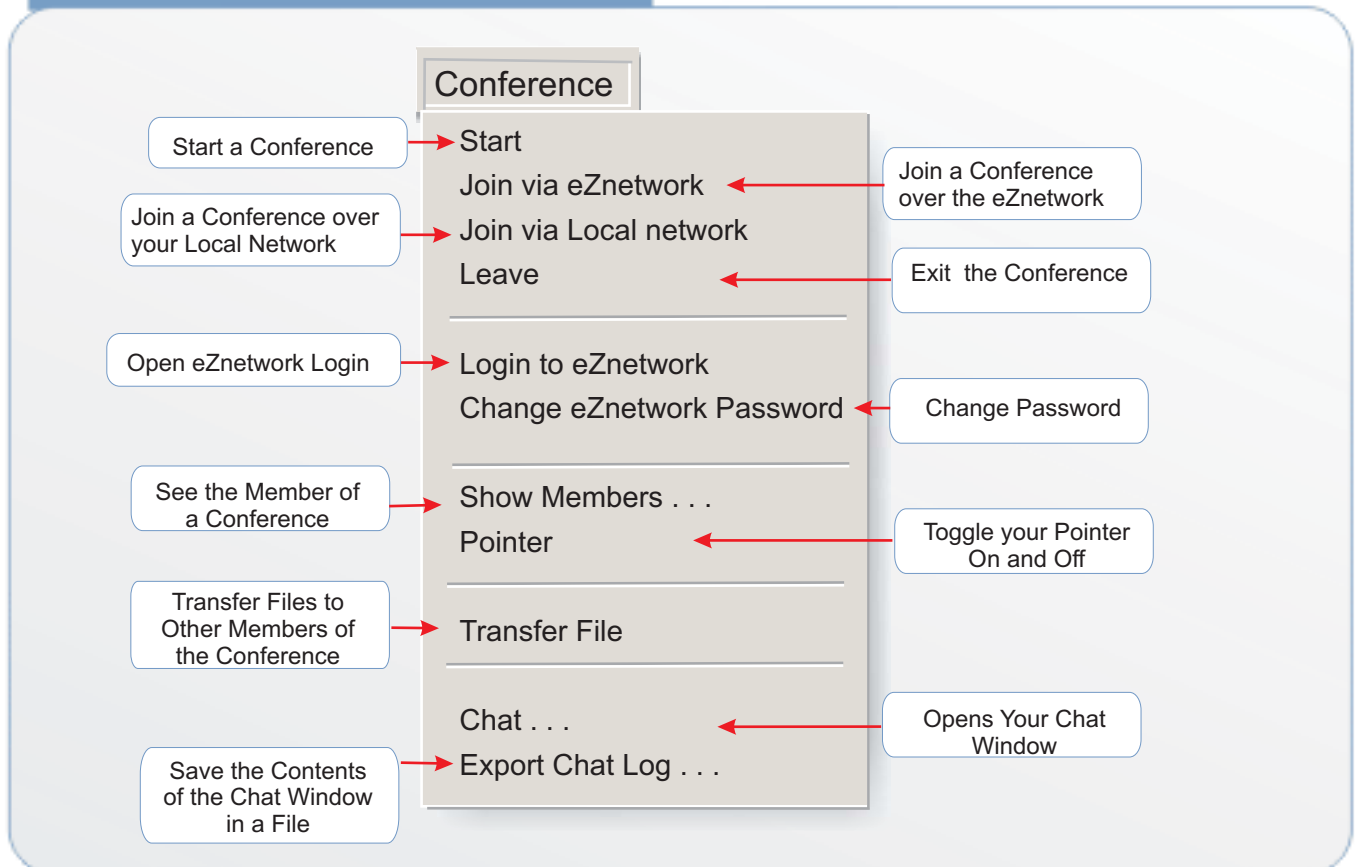 Conference
Start a Conference
Start
Join via eZnetwork
Join a Conference
over the eZnetwork
Join a Conference over
your Local Network
Join via Local network
Leave
Exit the Conference
Open eZnetwork Login
Login to eZnetwork
Change eZnetwork Password
Change Password
See the Member of
a Conference
Show Members . . .
Pointer
Toggle your Pointer
On and Off
Transfer Files to
Other Members of
the Conference
Transfer File
Chat . . .
Opens Your Chat
Window
Save the Contents
of the Chat Window
in a File
Export Chat Log . . .